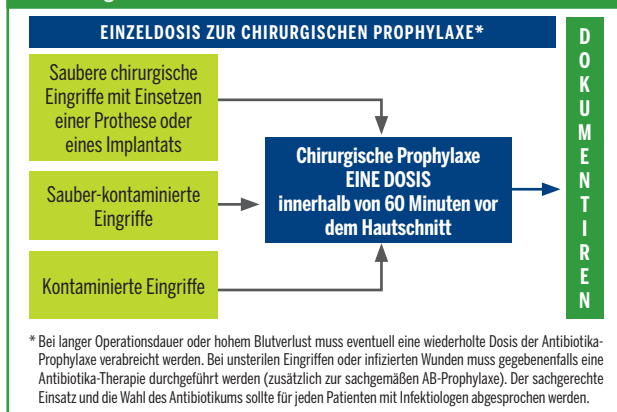 EINZELDOSIS ZUR CHIRURGISCHEN PROPHYLAXE*
Saubere chirurgische
Eingriffe mit Einsetzen
einer Prothese oder
eines Implantats
Sauber-kontaminierte
Eingriffe
Kontaminierte Eingriffe
Chirurgische Prophylaxe
EINE DOSIS
innerhalb von 60 Minuten vor
dem Hautschnitt
DOKUMENTIREN
* Bei langer Operationsdauer oder hohem Blutverlust muss eventuell eine wiederholte Dosis der Antibiotika-
Prophylaxe verabreicht werden. Bei unsterilen Eingriffen oder infizierten Wunden muss gegebenenfalls eine
Antibiotika-Therapie durchgeführt werden (zusätzlich zur sachgemäßen AB-Prophylaxe). Der sachgerechte
Einsatz und die Wahl des Antibiotikums sollte für jeden Patienten mit Infektiologen abgesprochen werden.